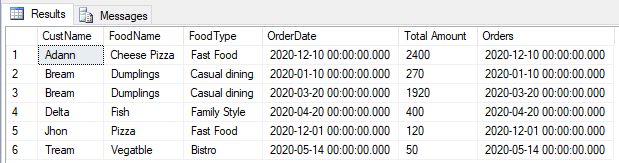 Results Messages
CustName FoodName FoodType OrderDate Total Amount Orders
1 Adann Cheese Pizza Fast Food 2020-12-10 00:00:00.000 2400 2020-12-10 00:00:00.000
2 Bream Dumplings Casual dining 2020-01-10 00:00:00.000 270 2020-01-10 00:00:00.000
3 Bream Dumplings Casual dining 2020-03-20 00:00:00.000 1920 2020-03-20 00:00:00.000
4 Delta Fish Family Style 2020-04-20 00:00:00.000 400 2020-04-20 00:00:00.000
5 Jhon Pizza Fast Food 2020-12-01 00:00:00.000 120 2020-12-01 00:00:00.000
6 Tream Vegatble Bistro 2020-05-14 00:00:00.000 50 2020-05-14 00:00:00.000